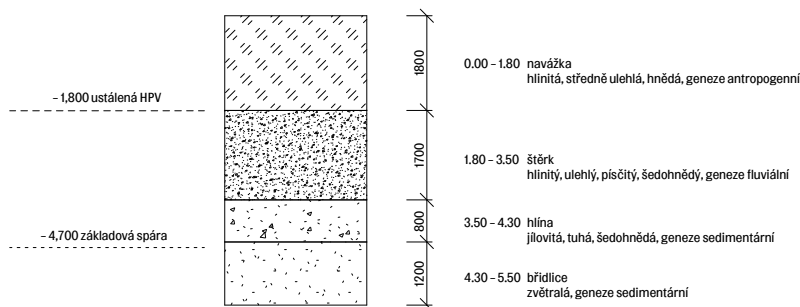 1800
0.00 – 1.80 navážka
hlinitá, středně ulehlá, hnědá, geneze antropogenní
– 1,800 ustálená HPV
1700
1.80 – 3.50 štěrk
hlinitý, ulehlý, písčitý, šedohnědý, geneze fluviální
800
3.50 – 4.30 hlína
jílovitá, tuhá, šedohnědá, geneze sedimentární
– 4,700 základová spára
1200
4.30 – 5.50 břidlice
zvětralá, geneze sedimentární